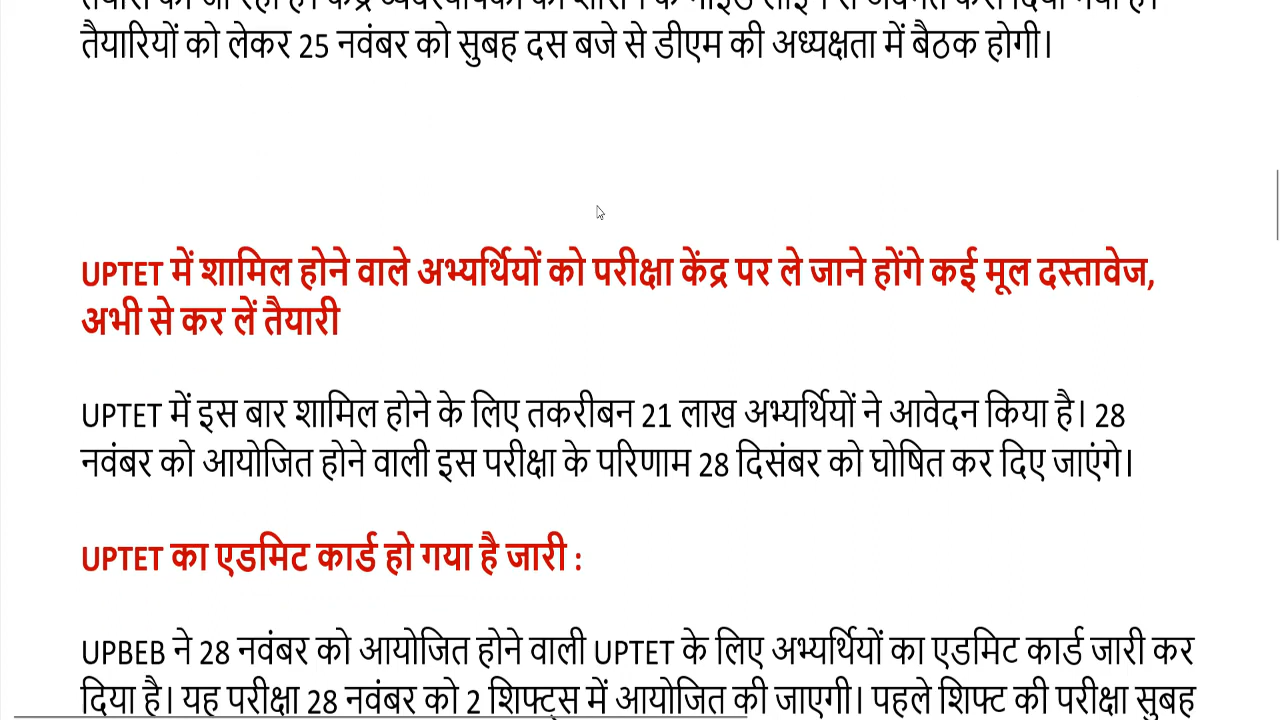 तैयारियों को लेकर 25 नवंबर को सुबह दस बजे से डीएम की अध्यक्षता में बैठक होगी।
UPTET में शामिल होने वाले अभ्यर्थियों को परीक्षा केंद्र पर ले जाने होंगे कई मूल दस्तावेज,
अभी से कर लें तैयारी
UPTET में इस बार शामिल होने के लिए तकरीबन 21 लाख अभ्यर्थियों ने आवेदन किया है। 28
नवंबर को आयोजित होने वाली इस परीक्षा के परिणाम 28 दिसंबर को घोषित कर दिए जाएंगे।
UPTET का एडमिट कार्ड हो गया है जारी :
UPBEB ने 28 नवंबर को आयोजित होने वाली UPTET के लिए अभ्यर्थियों का एडमिट कार्ड जारी कर
दिया है। यह परीक्षा 28 नवंबर को 2 शिफ्ट्स में आयोजित की जाएगी। पहले शिफ्ट की परीक्षा सुबह